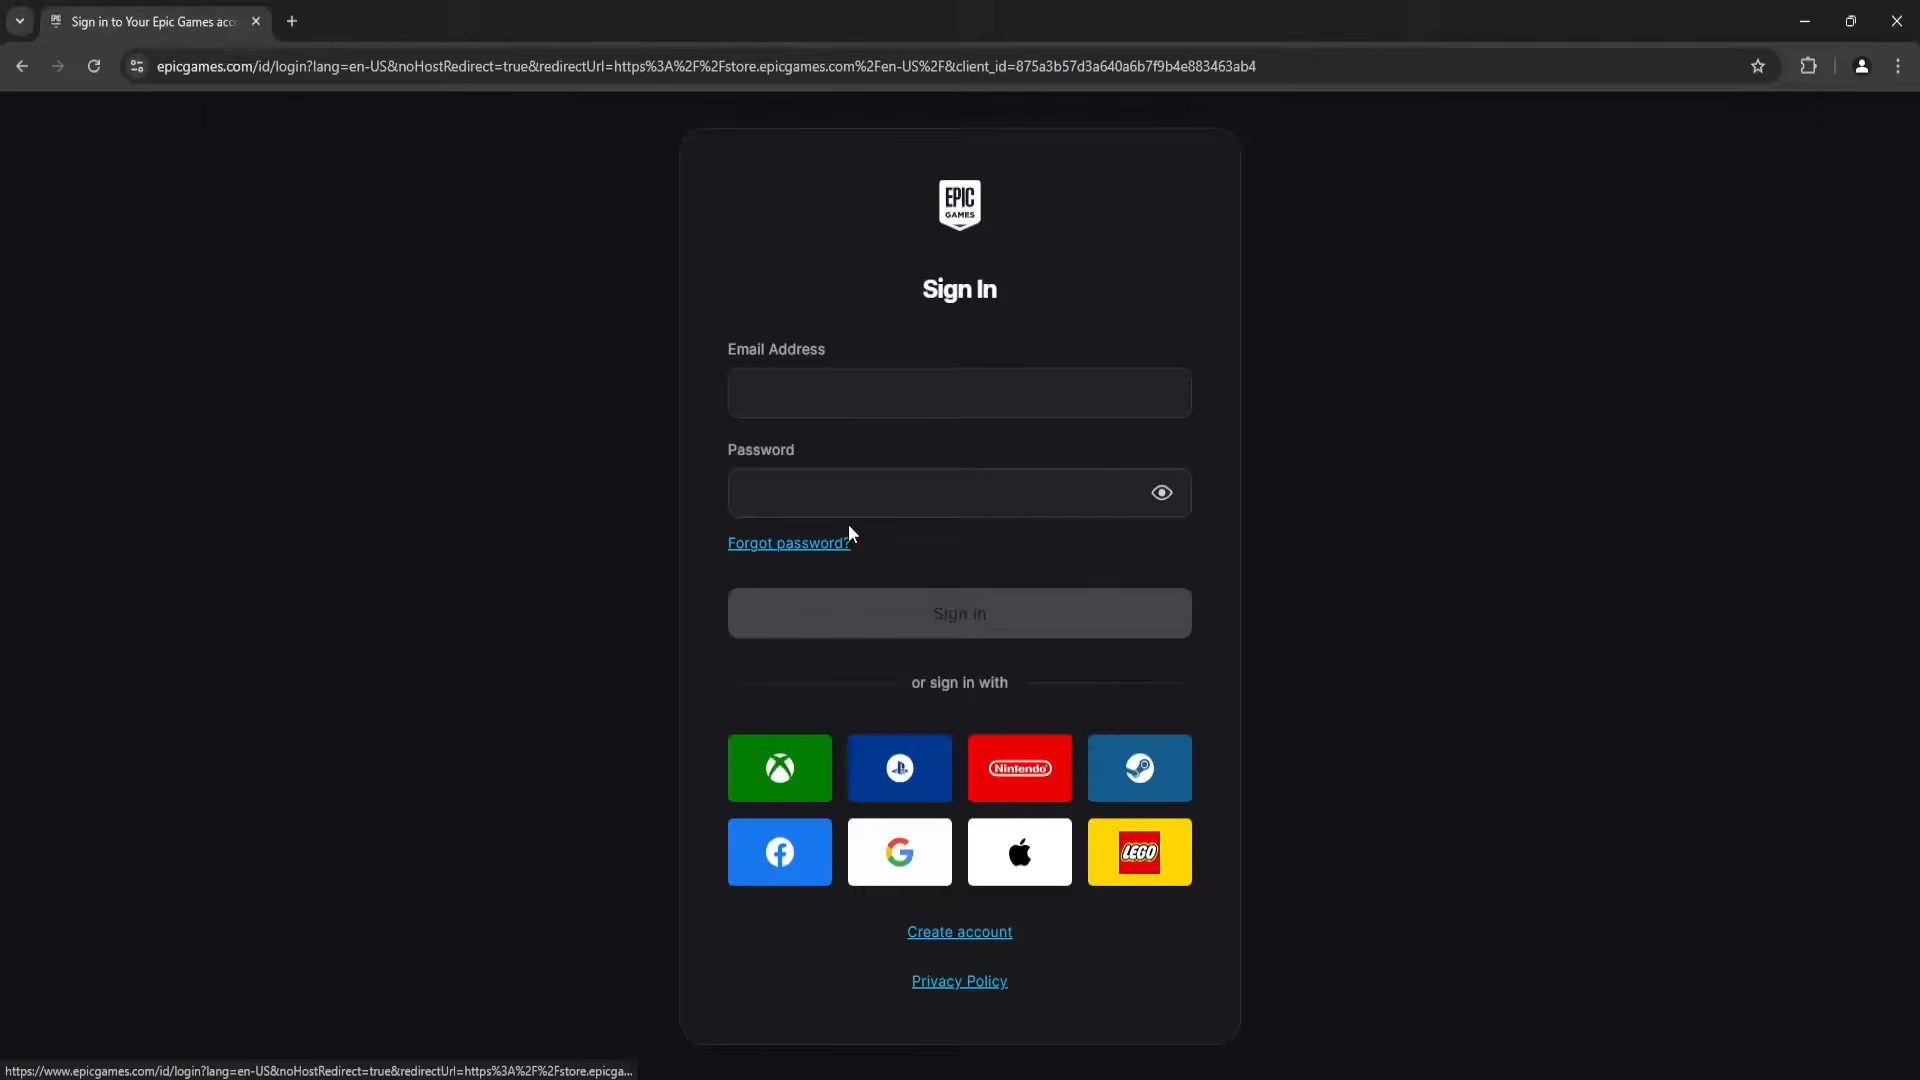 Sign in to Your Epic Games acc
epicgames.com/id/login?lang=en-US&noHostRedirect=true&redirectUrl=https%3A%2F%2Fstore.epicgames.com%2Fen-US%2F&client_id=875a3b57d3a640a6b7f9b4e883463ab4
EPIC
GAMES
Sign In
Email Address
Password
Forgot password?
Sign in
or sign in with
Nintendo
LEGO
Create account
Privacy Policy
https://www.epicgames.com/id/login?lang=en-US&noHostRedirect=true&redirectUrl=https%3A%2F%2Fstore.epicga...